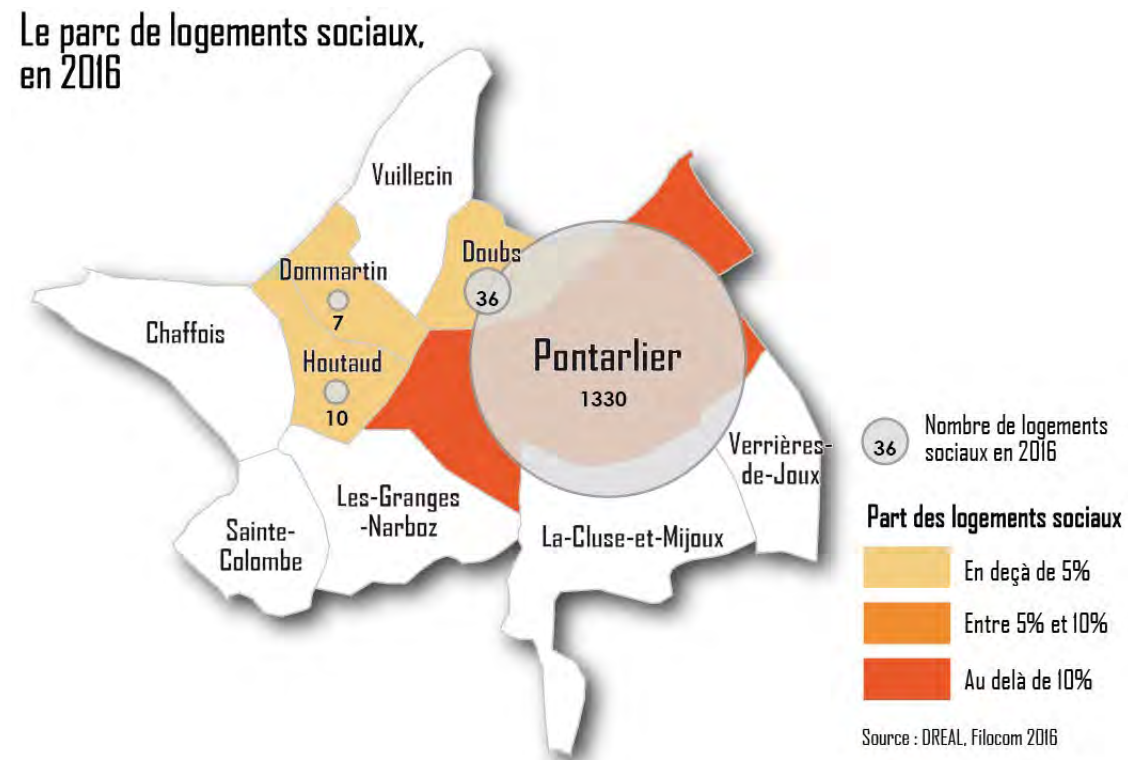 Le parc de logements sociaux,
en 2016
Vuillecin
Doubs
36
Dommartin
7
Chaffois
Houtaud
10
Pontarlier
1330
Verrières-
de-Joux
Les-Granges
-Narboz
Sainte-
Colombe
La-Cluse-et-Mijoux
36
Nombre de logements
sociaux en 2016
Part des logements sociaux
En deçà de 5%
Entre 5% et 10%
Au delà de 10%
Source : DREAL, Filocom 2016